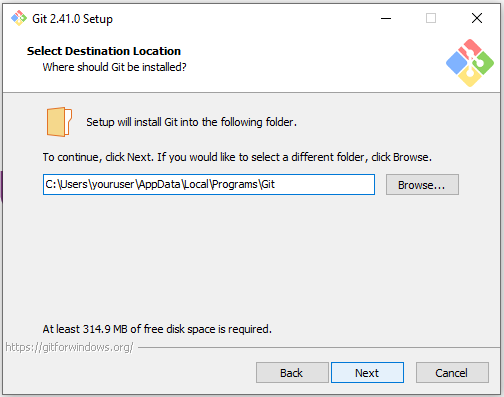 Git 2.41.0 Setup
Select Destination Location
Where should Git be installed?
Setup will install Git into the following folder.
To continue, click Next. If you would like to select a different folder, click Browse.
C:\Users\youruser\AppData\Local\Programs\Git
Browse...
At least 314.9 MB of free disk space is required.
https://gitforwindows.org/
Back
Next
Cancel